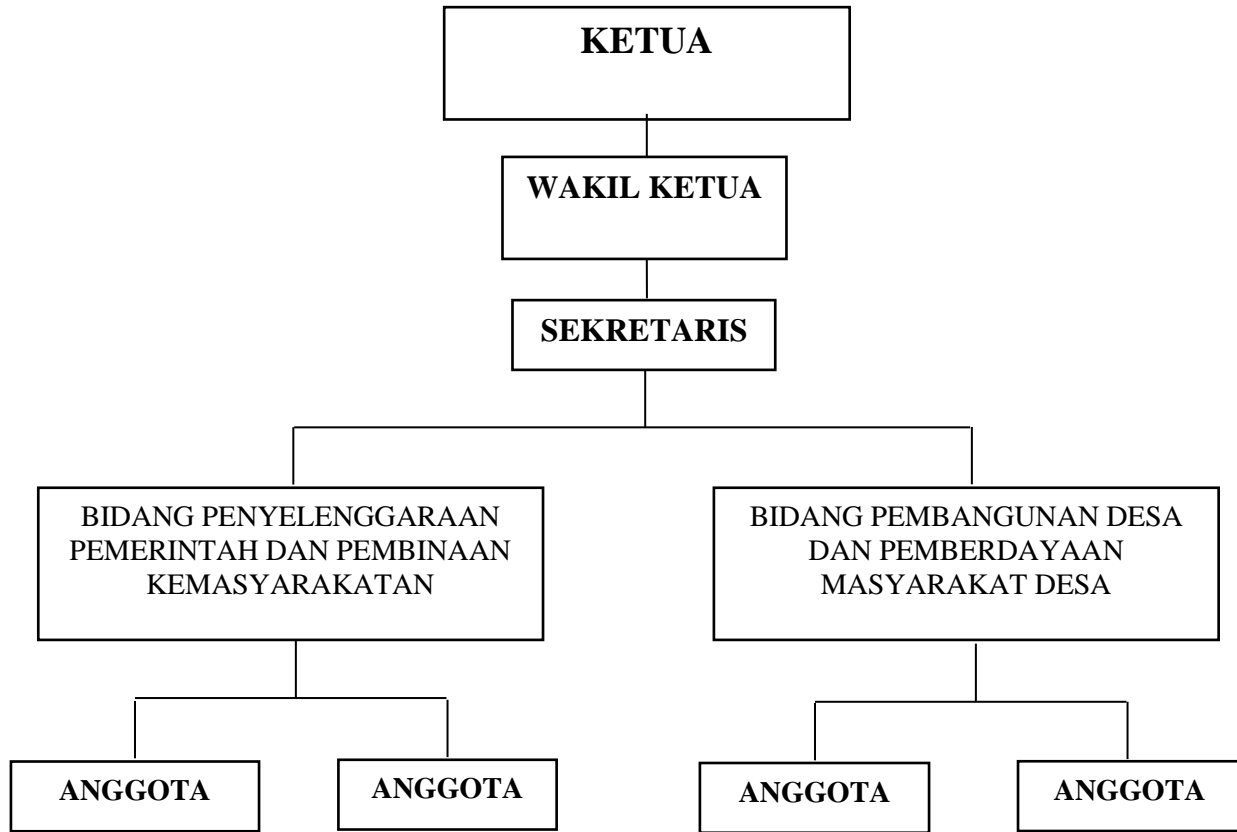 KETUA
WAKIL KETUA
SEKRETARIS
BIDANG PENYELENGGARAAN
PEMERINTAH DAN PEMBINAAN
KEMASYARAKATAN
BIDANG PEMBANGUNAN DESA
DAN PEMBERDAYAAN
MASYARAKAT DESA
ANGGOTA
ANGGOTA
ANGGOTA
ANGGOTA